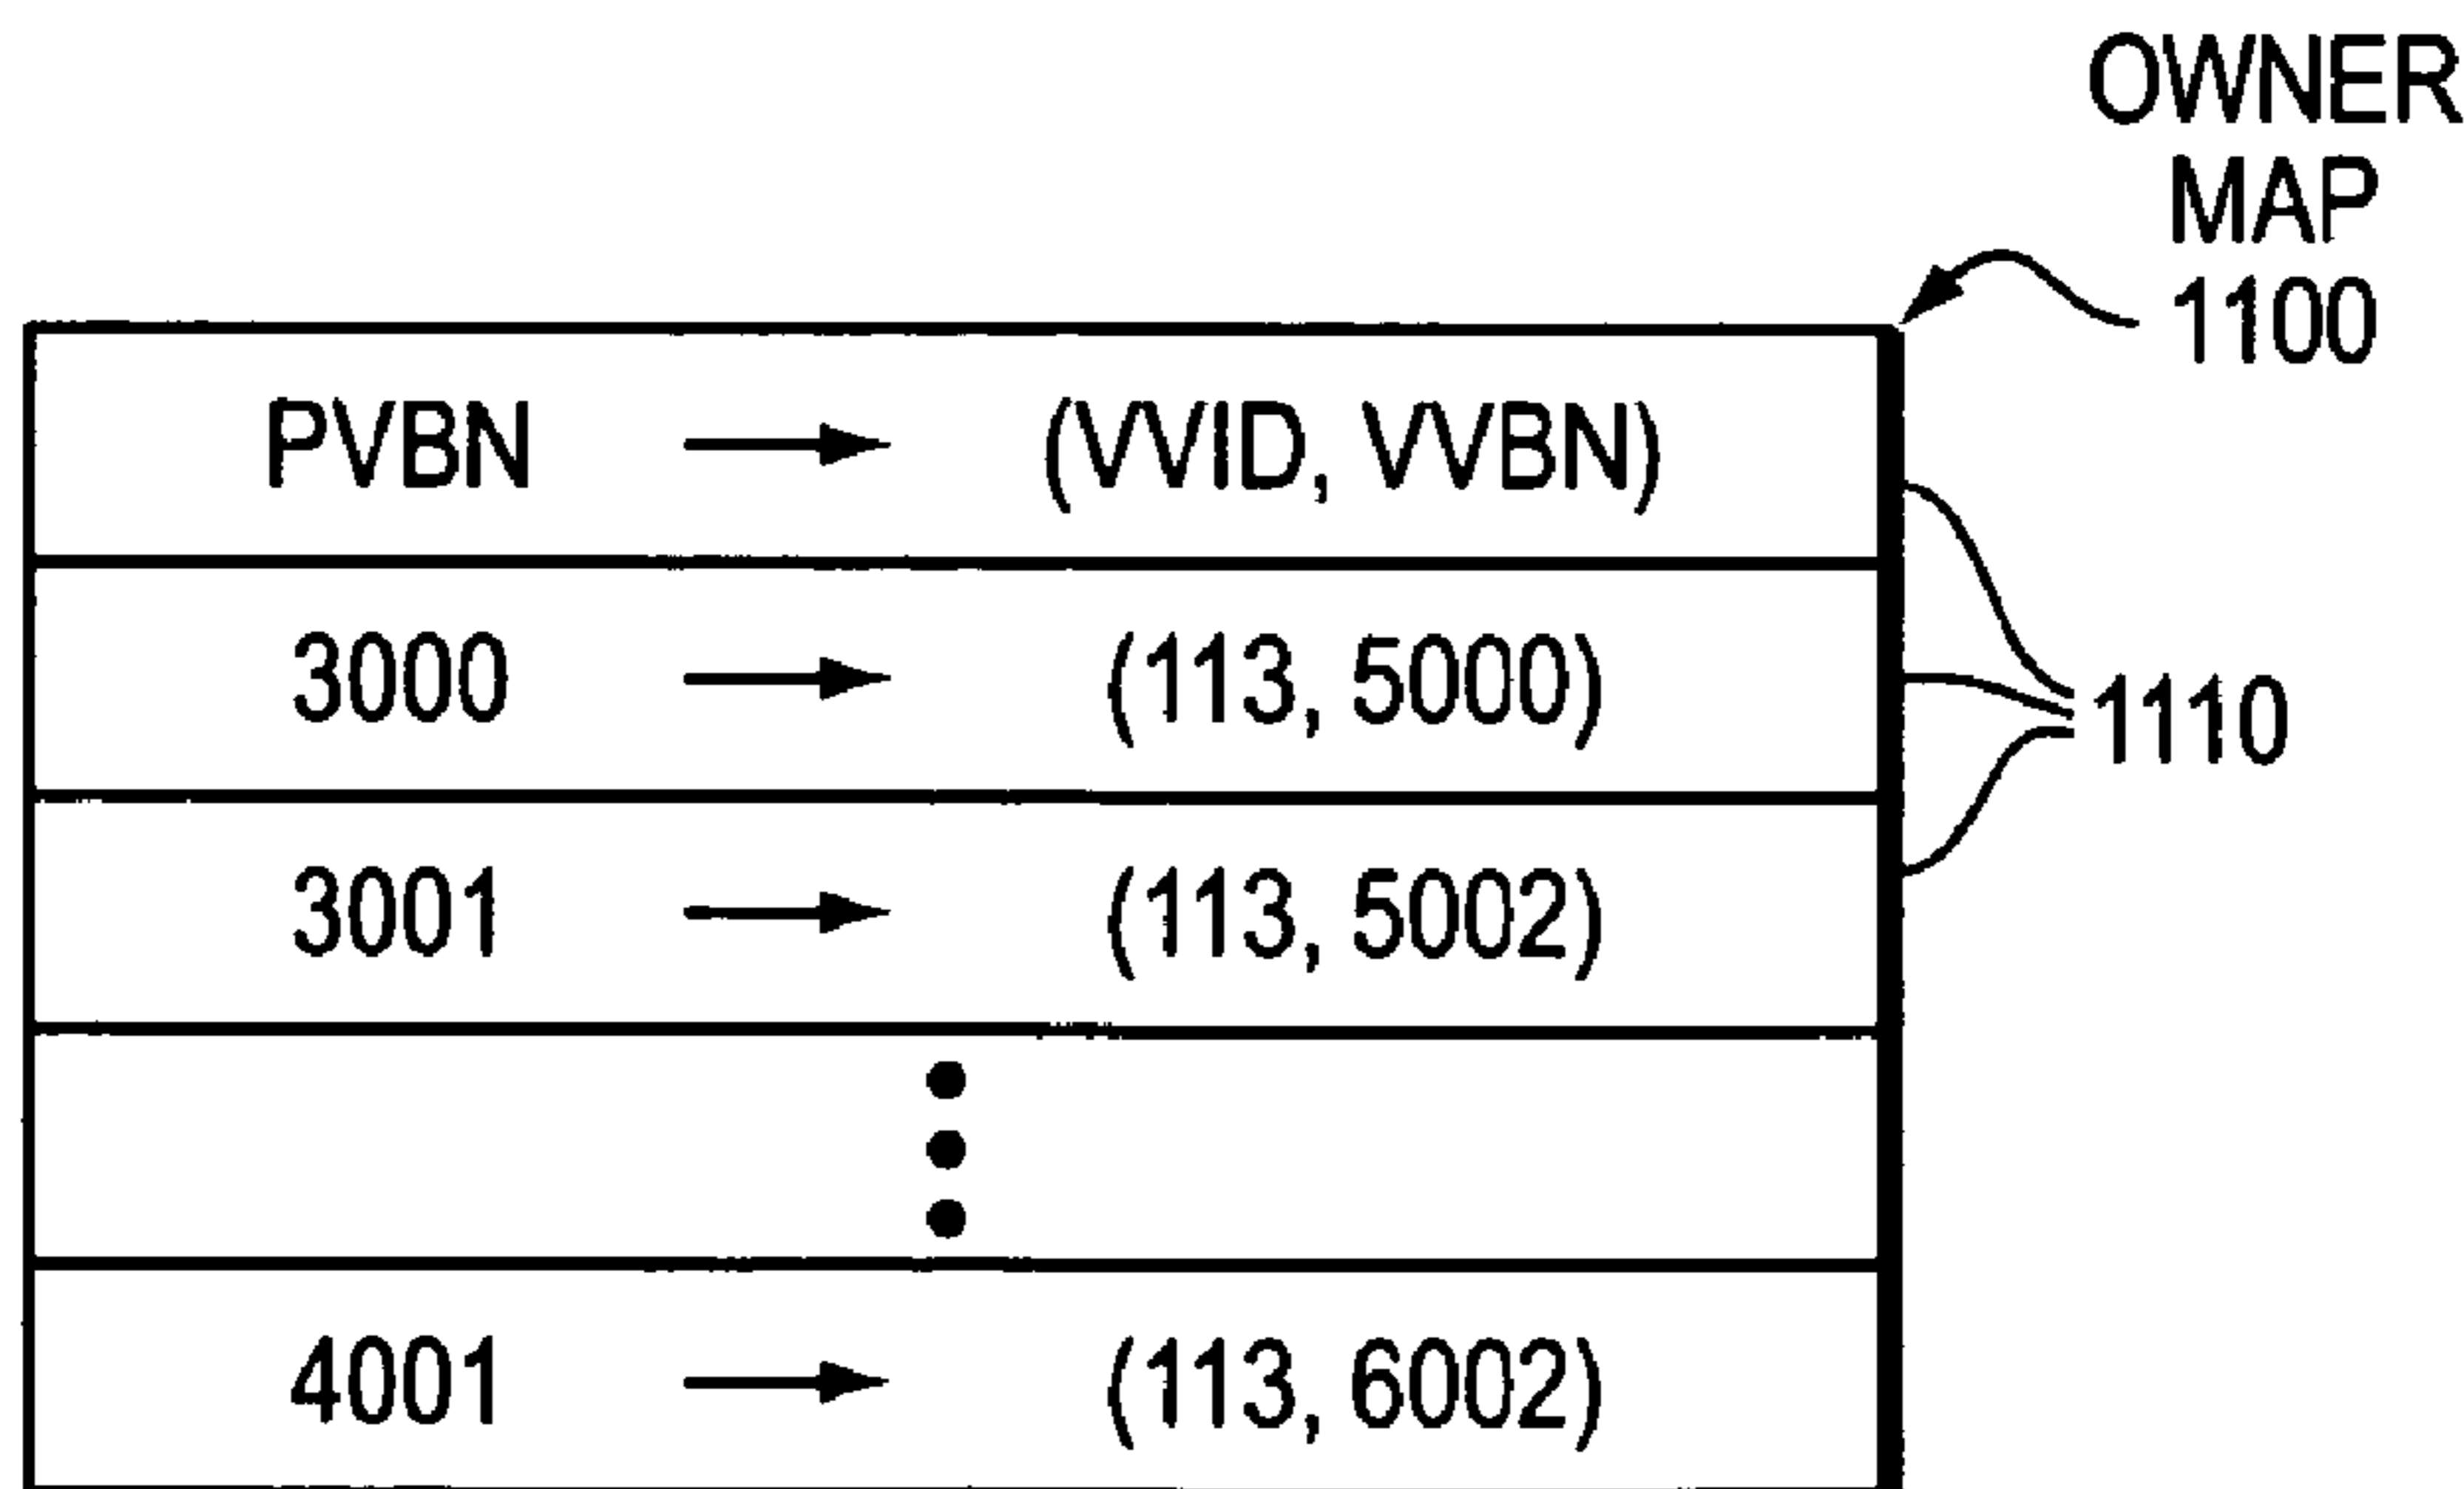 OWNER
MAP
1100
PVBN → (VVID, VVBN)
3000 → (113, 5000)
1110
3001 → (113, 5002)
4001 → (113, 6002)